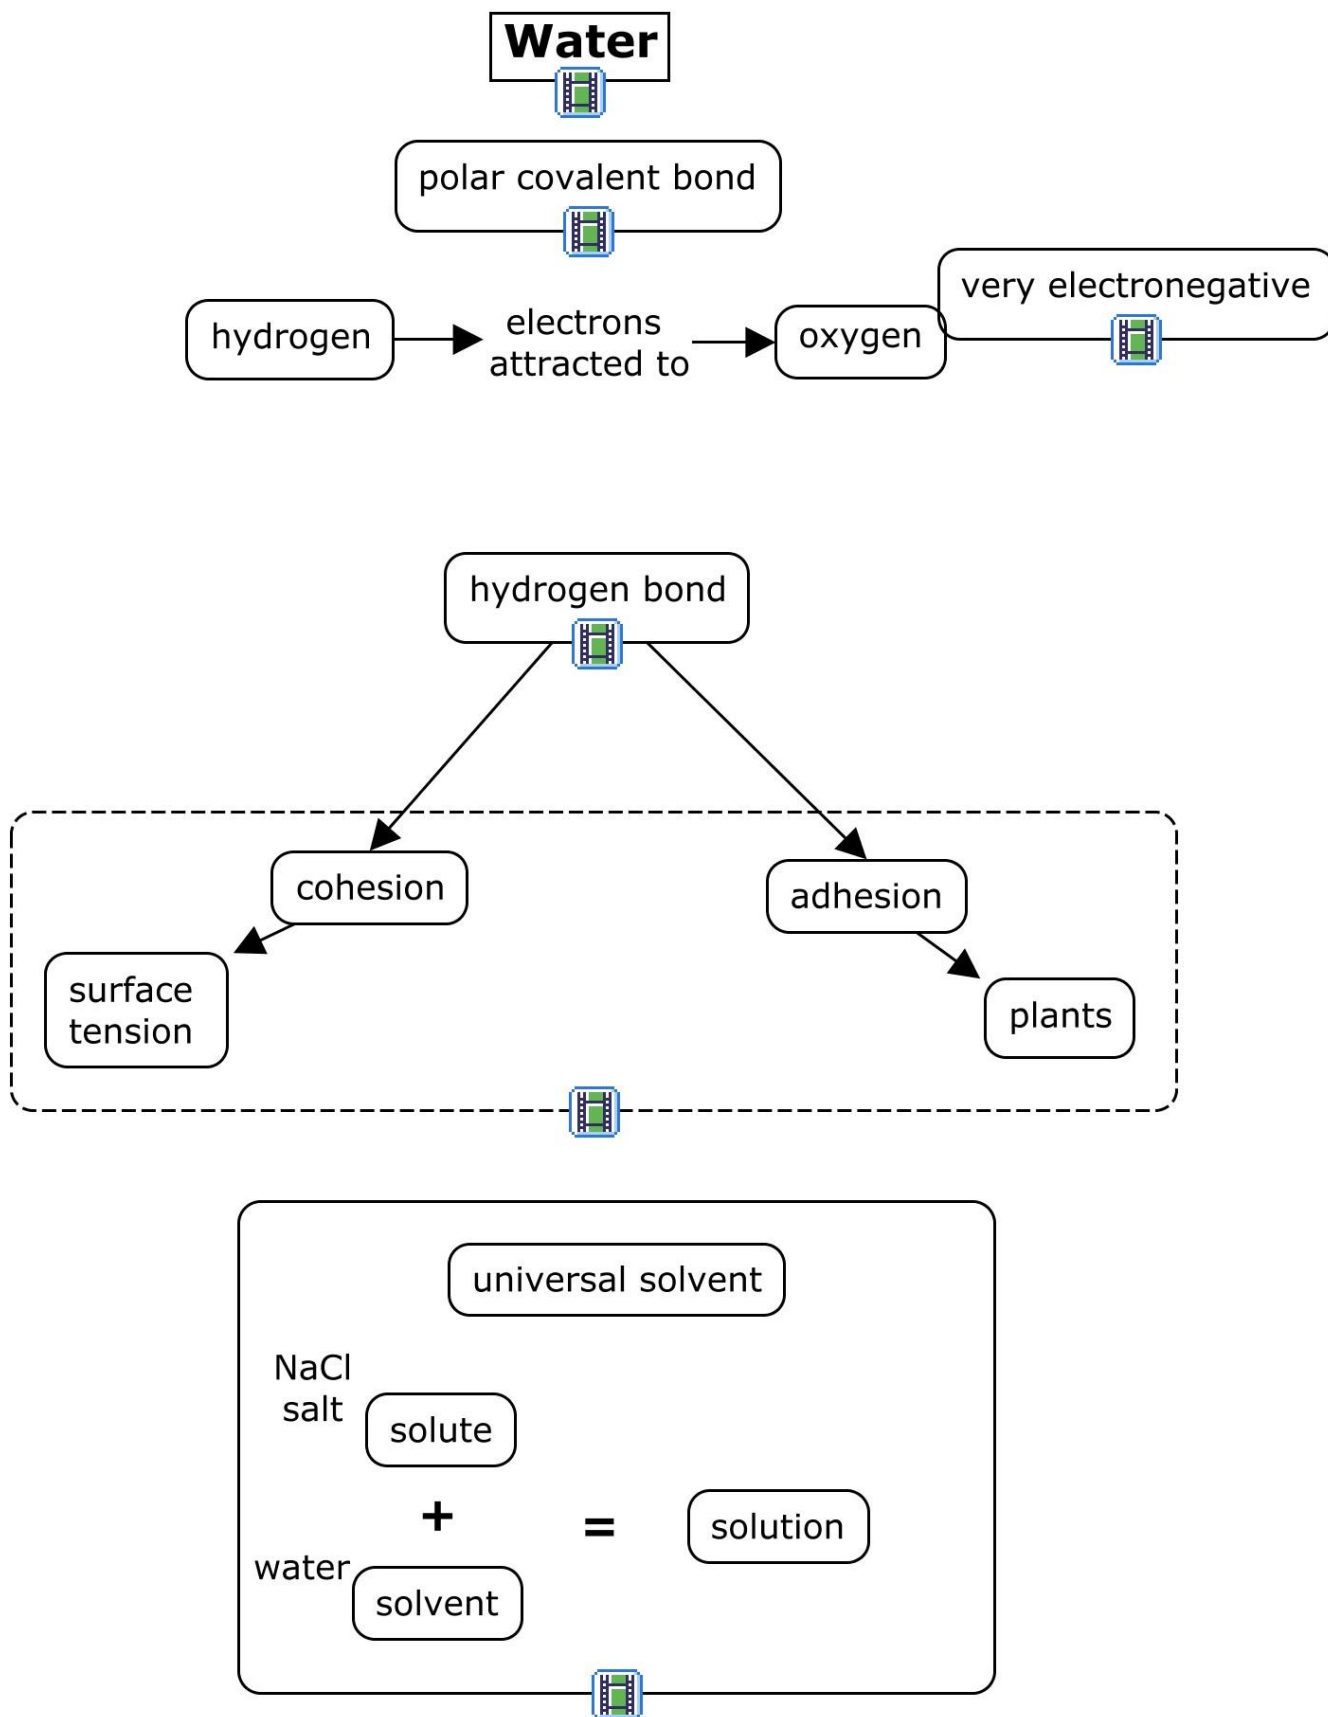 Water
polar covalent bond
very electronegative
hydrogen
electrons
attracted to
oxygen
hydrogen bond
cohesion
adhesion
surface
tension
plants
universal solvent
NaCl
salt
solute
+
=
solution
water
solvent